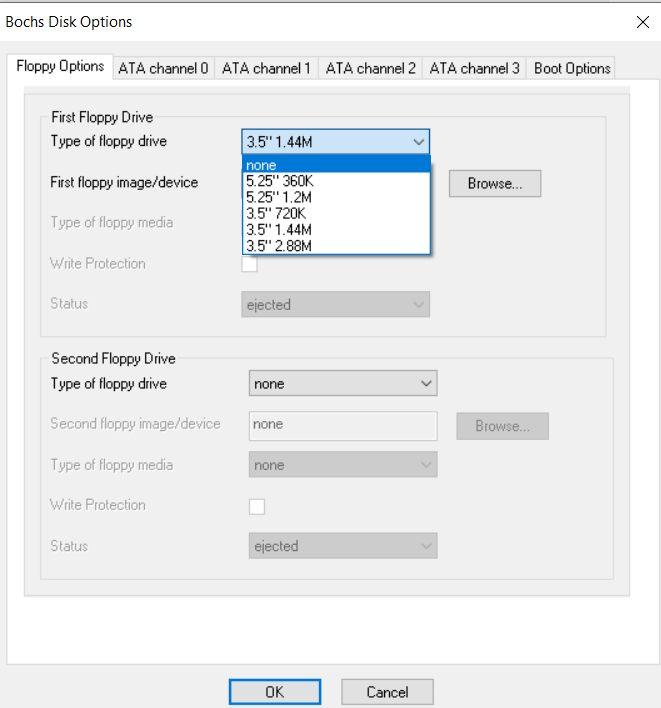 Bochs Disk Options
Floppy Options ATA channel 0 ATA channel 1 ATA channel 2 ATA channel 3 Boot Options
First Floppy Drive
Type of floppy drive 3.5" 1.44M
none
First floppy image/device 5.25" 360K Browse...
5.25" 1.2M
3.5" 720K
Type of floppy media 3.5" 1.44M
3.5" 2.88M
Write Protection
Status ejected
Second Floppy Drive
Type of floppy drive none
Second floppy image/device none Browse...
Type of floppy media none
Write Protection
Status ejected
OK Cancel